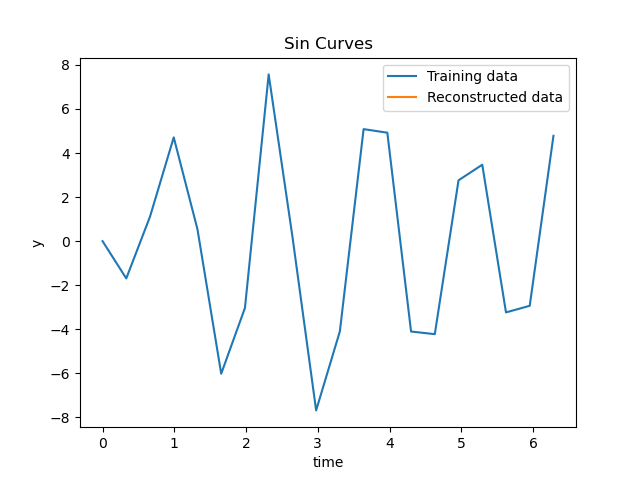 Sin Curves
Training data
Reconstructed data
8
6
4
2
0
−2
−4
−6
−8
y
0 1 2 3 4 5 6
time